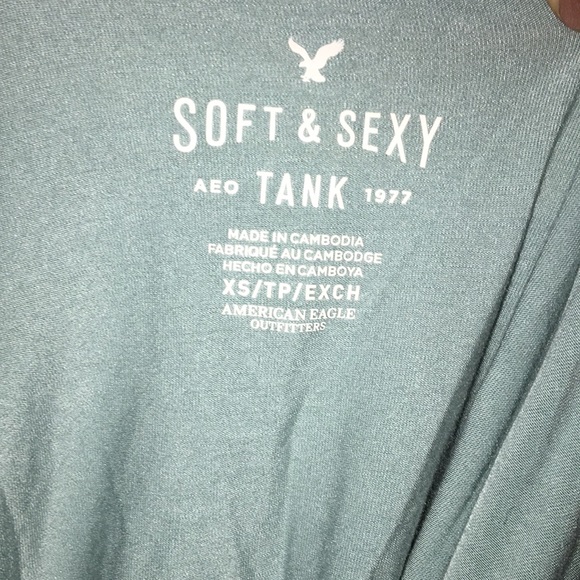 SOFT & SEXY
AEO TANK 1977
MADE IN CAMBODIA
FABRIQUÉ AU CAMBODGE
HECHO EN CAMBOYA
XS/TP/EXCH
AMERICAN EAGLE
OUTFITTERS